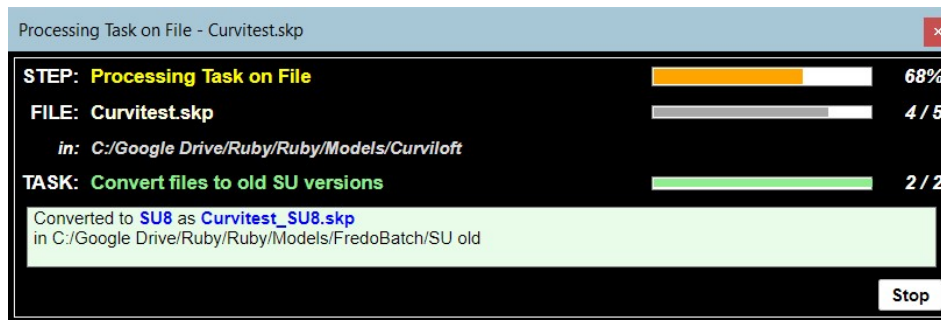 Processing Task on File - Curvitest.skp
STEP: Processing Task on File 68%
FILE: Curvitest.skp 4 / 5
in: C:/Google Drive/Ruby/Ruby/Models/Curviloft
TASK: Convert files to old SU versions 2 / 2
Converted to SU8 as Curvitest_SU8.skp
in C:/Google Drive/Ruby/Ruby/Models/FredoBatch/SU old
Stop